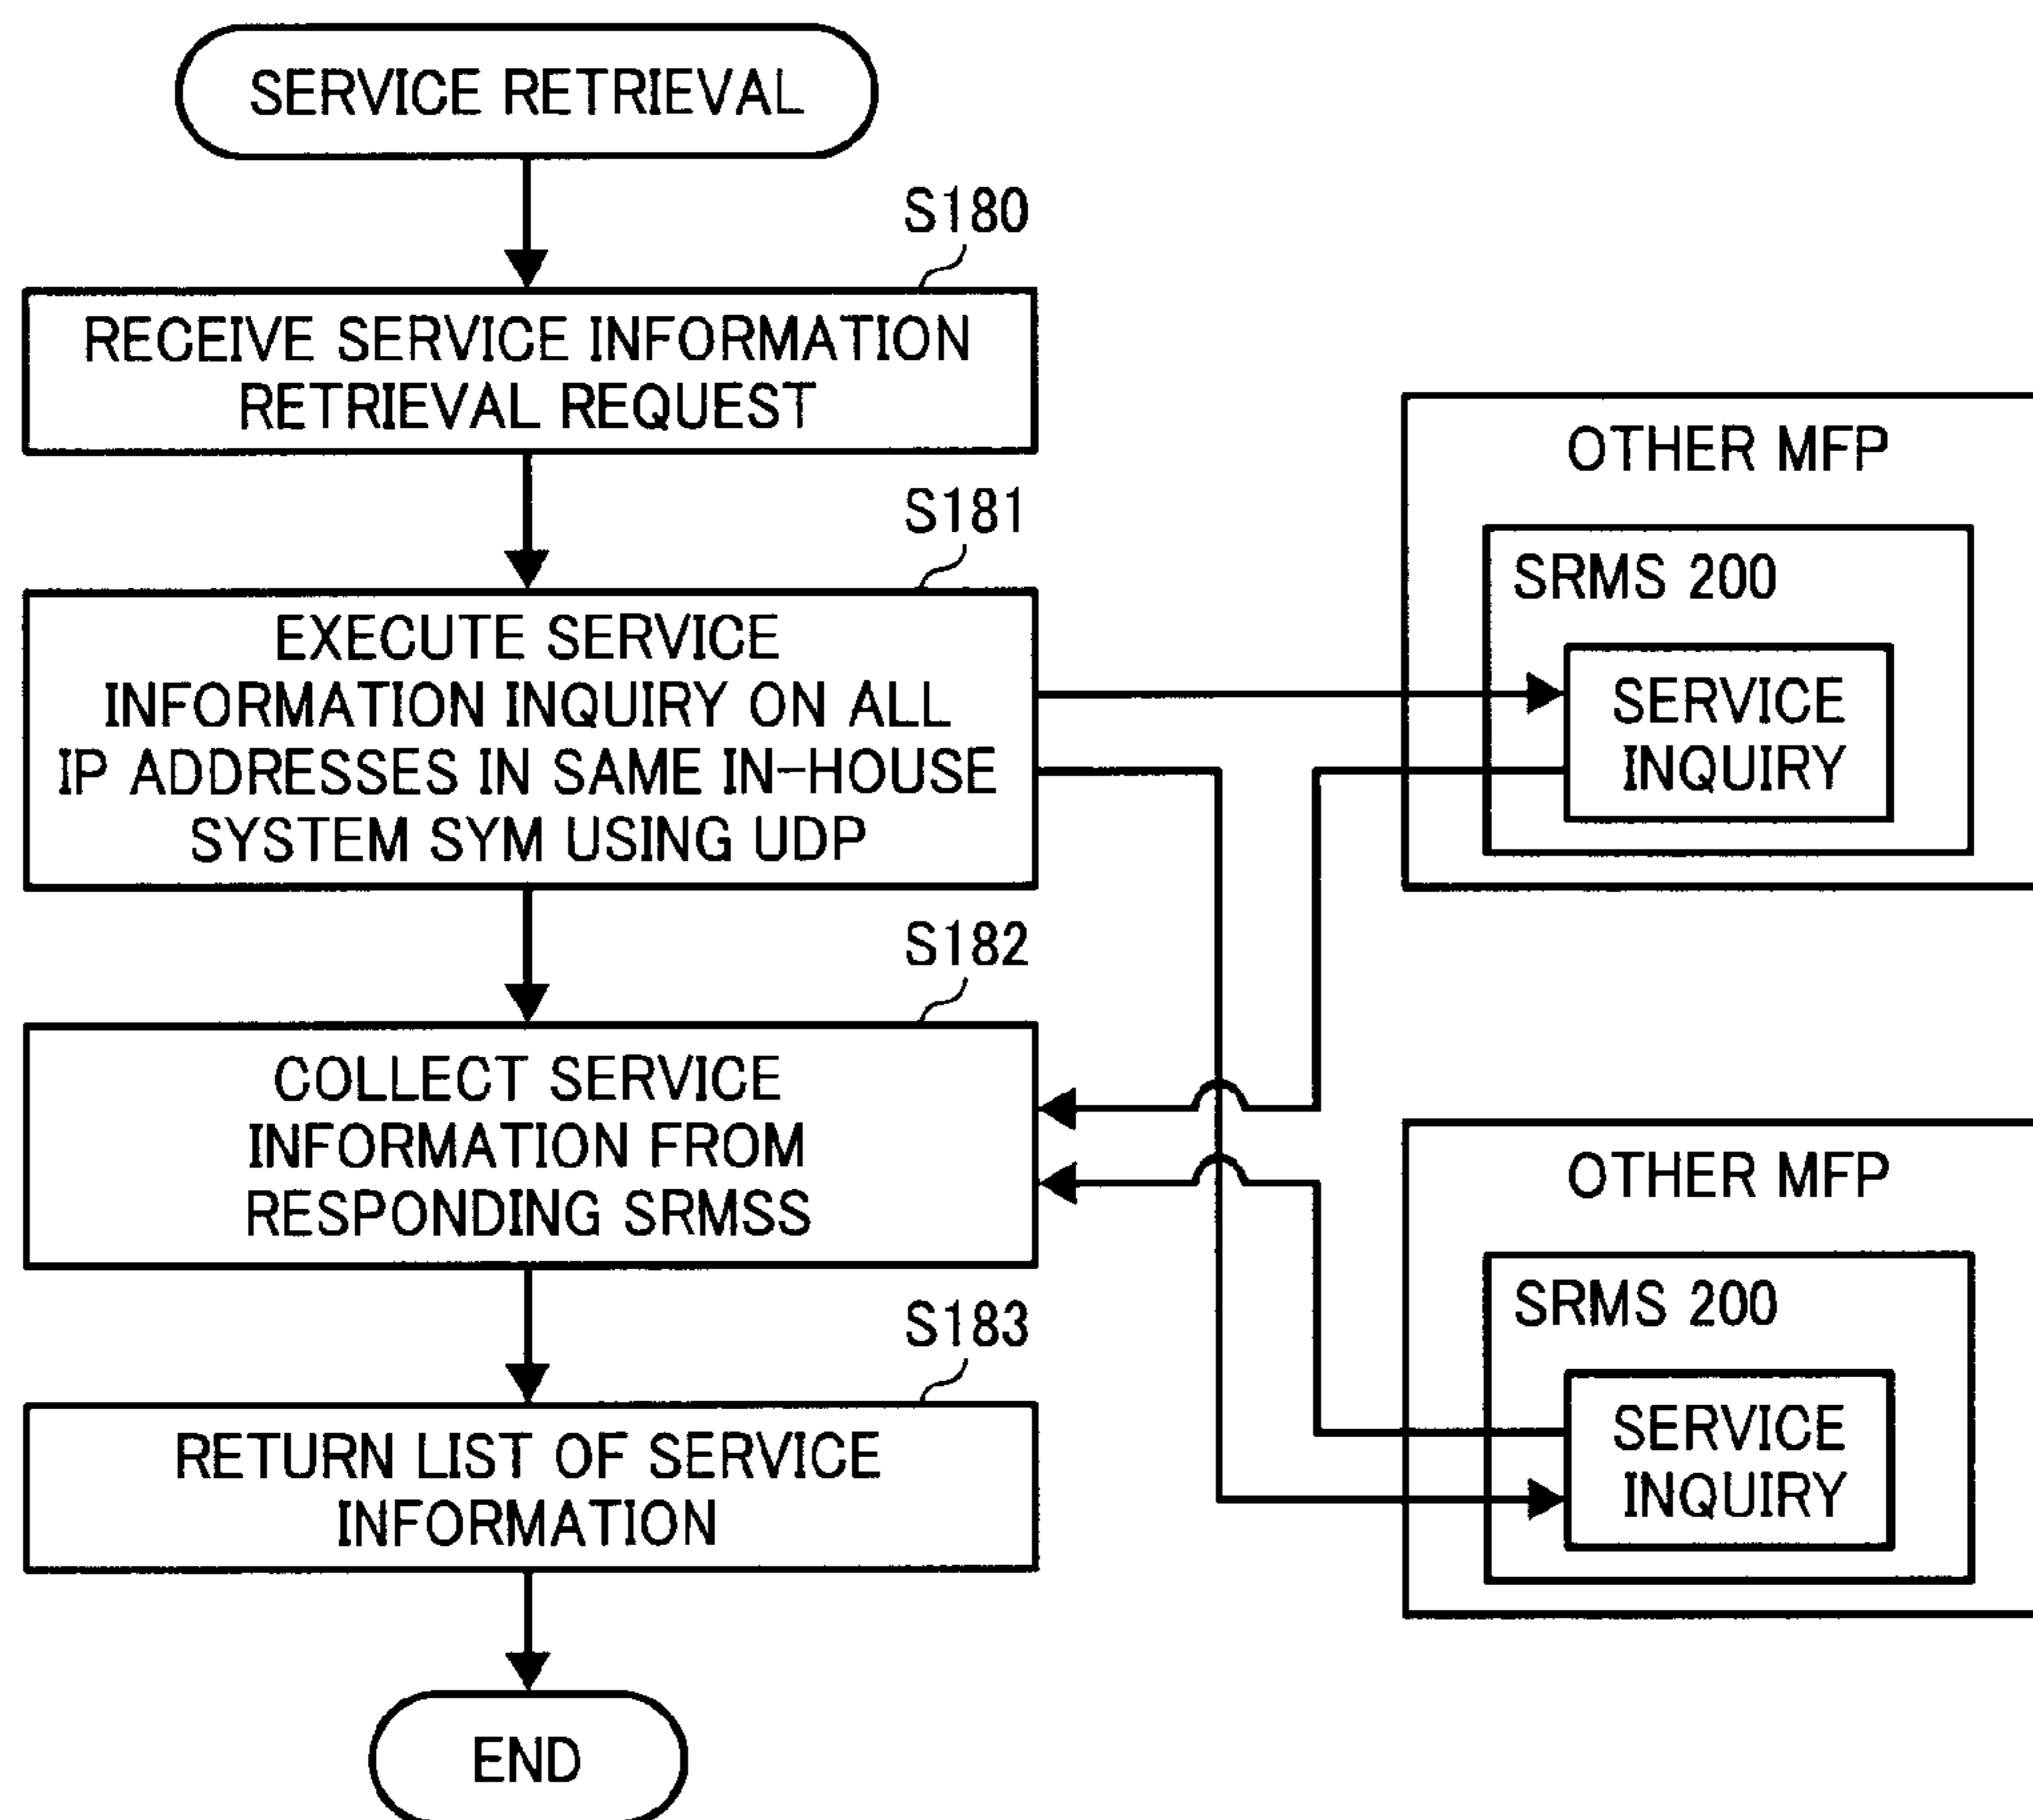 SERVICE RETRIEVAL
S180
RECEIVE SERVICE INFORMATION
RETRIEVAL REQUEST
S181
EXECUTE SERVICE
INFORMATION INQUIRY ON ALL
IP ADDRESSES IN SAME IN-HOUSE
SYSTEM SYM USING UDP
OTHER MFP
SRMS 200
SERVICE
INQUIRY
S182
COLLECT SERVICE
INFORMATION FROM
RESPONDING SRMSS
OTHER MFP
SRMS 200
SERVICE
INQUIRY
S183
RETURN LIST OF SERVICE
INFORMATION
END